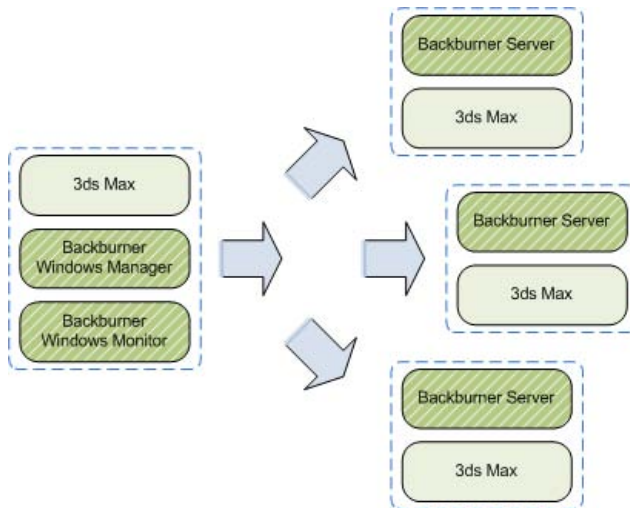 3ds Max
Backburner
Windows Manager
Backburner
Windows Monitor
Backburner Server
3ds Max
Backburner Server
3ds Max
Backburner Server
3ds Max